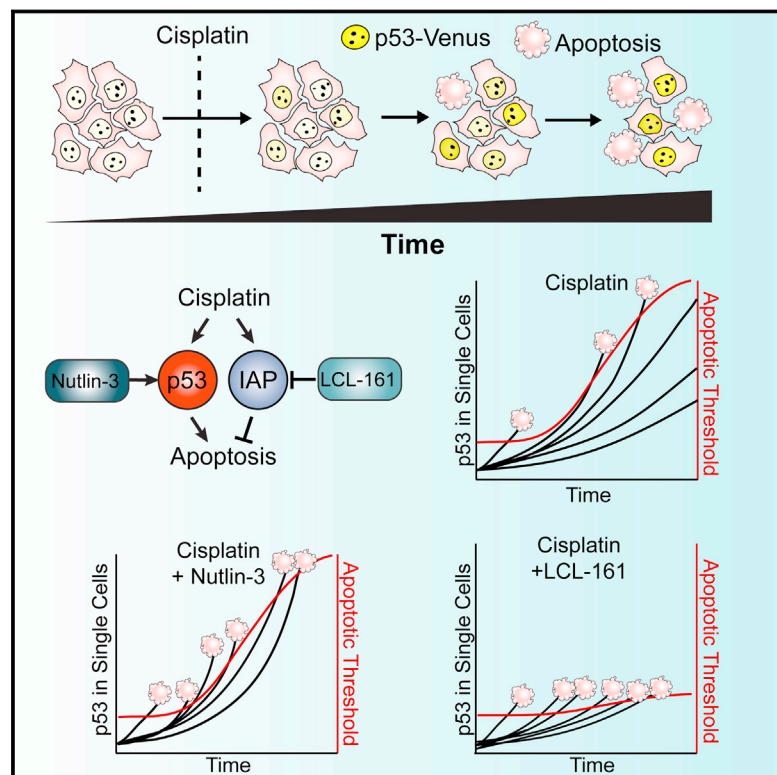 Cisplatin
p53-Venus
Apoptosis
Time
Cisplatin
Nutlin-3
p53
IAP
LCL-161
Apoptosis
Cisplatin
p53 in Single Cells
Apoptotic Threshold
Time
Cisplatin
+ Nutlin-3
p53 in Single Cells
Apoptotic Threshold
Time
Cisplatin
+LCL-161
p53 in Single Cells
Apoptotic Threshold
Time